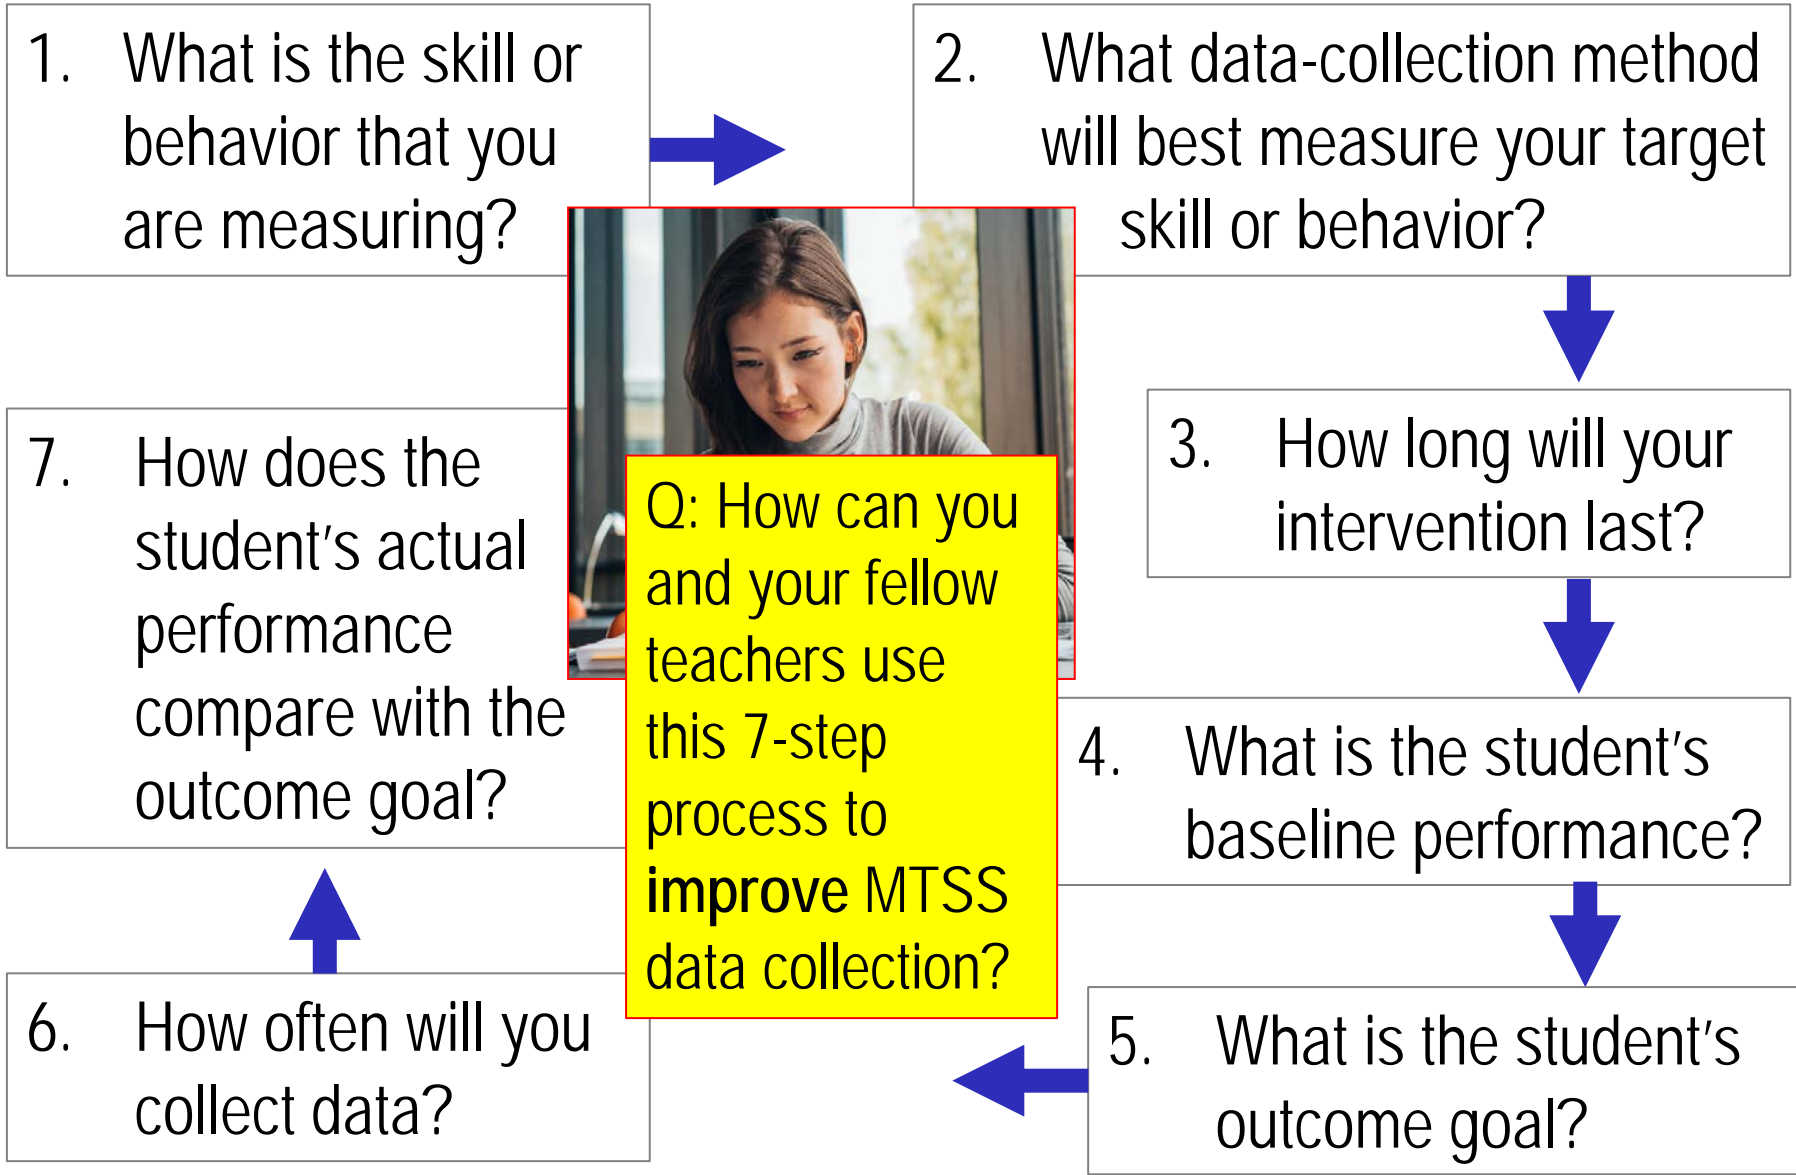 1. What is the skill or
behavior that you
are measuring?
2. What data-collection method
will best measure your target
skill or behavior?
3. How long will your
intervention last?
4. What is the student's
baseline performance?
5. What is the student's
outcome goal?
6. How often will you
collect data?
7. How does the
student's actual
performance
compare with the
outcome goal?
Q: How can you
and your fellow
teachers use
this 7-step
process to
improve MTSS
data collection?